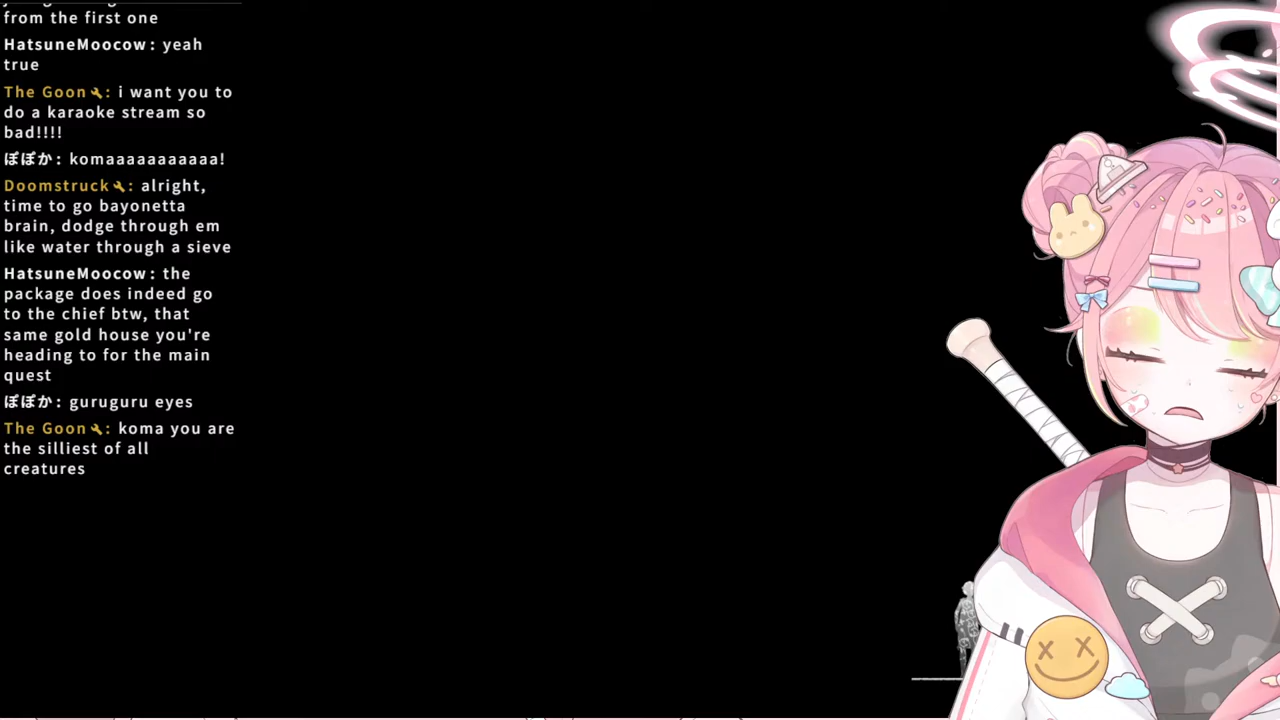 from the first one
HatsuneMoocow: yeah
true
The Goon: i want you to
do a karaoke stream so
bad!!!!
ぽぽか: komaaaaaaaaaaa!
Doomstruck: alright,
time to go bayonetta
brain, dodge through em
like water through a sieve
HatsuneMoocow: the
package does indeed go
to the chief btw, that
same gold house you're
heading to for the main
quest
ぽぽか: guruguru eyes
The Goon: koma you are
the silliest of all
creatures